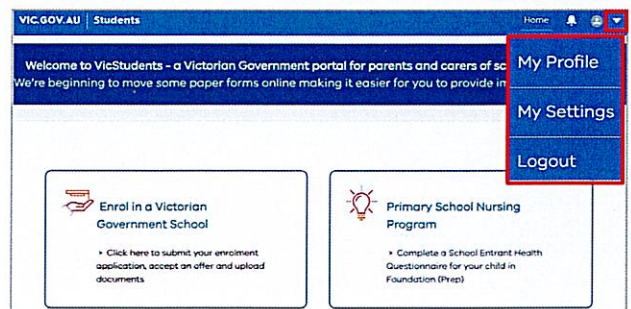 VIC.GOV.AU Students Home
Welcome to VicStudents - a Victorian Government portal for parents and carers of sc
We're beginning to move some paper forms online making it easier for you to provide in
My Profile
My Settings
Logout
Enrol in a Victorian
Government School
▸ Click here to submit your enrolment
application, accept an offer and upload
documents
Primary School Nursing
Program
▸ Complete a School Entrant Health
Questionnaire for your child in
Foundation (Prep)